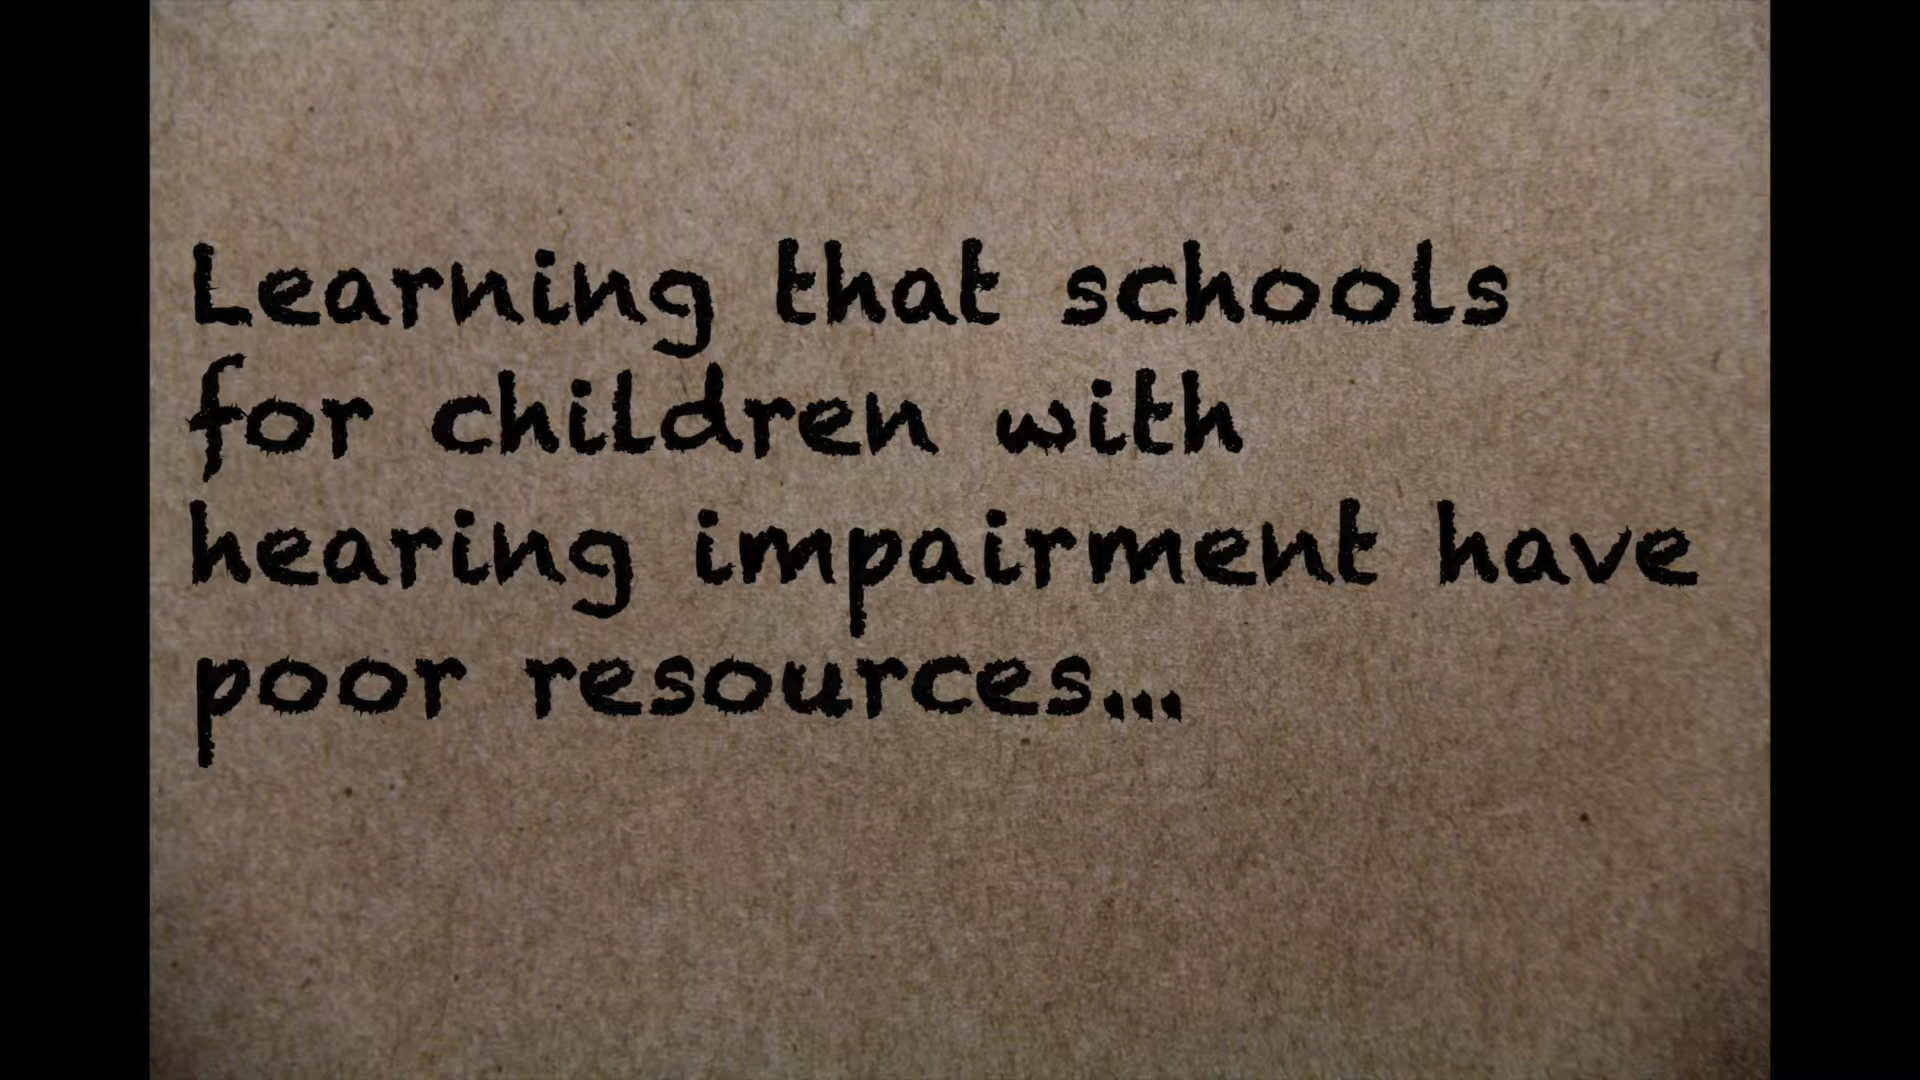 Learning that schools
for children with
hearing impairment have
poor resources...